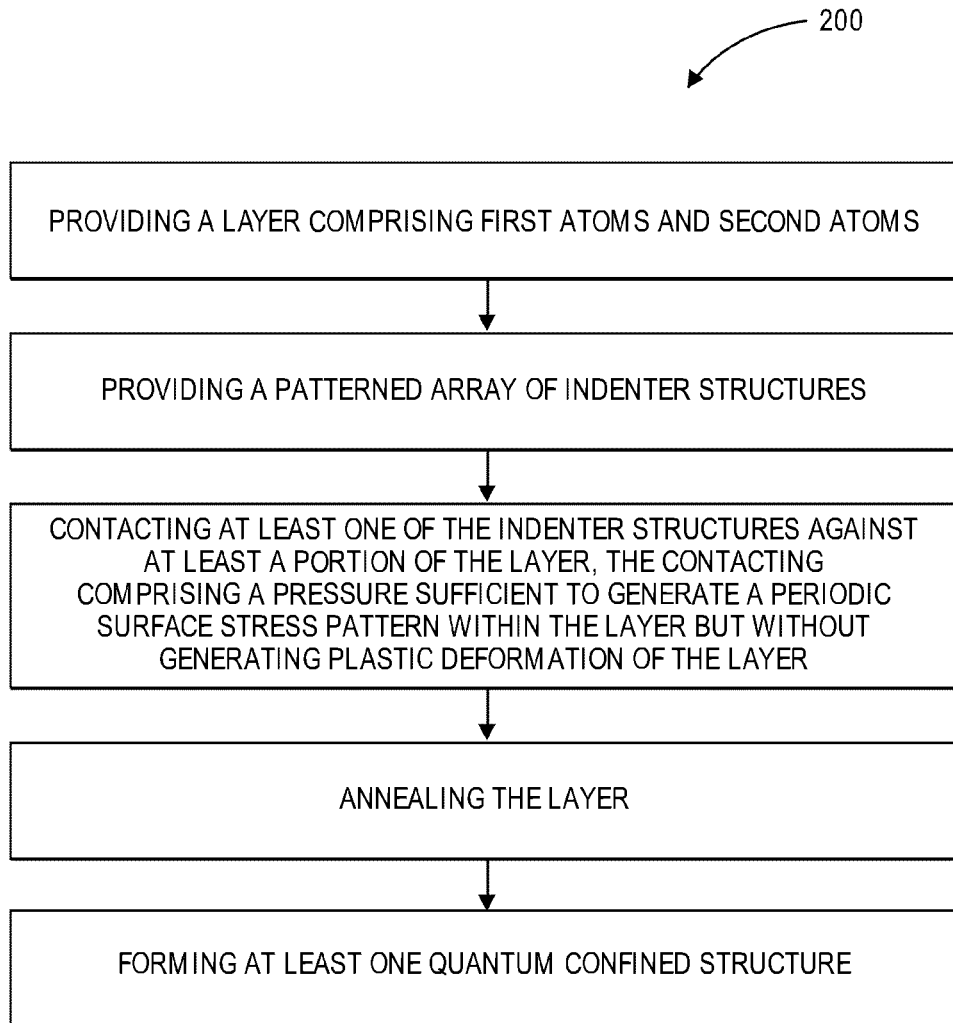 200
PROVIDING A LAYER COMPRISING FIRST ATOMS AND SECOND ATOMS
PROVIDING A PATTERNED ARRAY OF INDENTER STRUCTURES
CONTACTING AT LEAST ONE OF THE INDENTER STRUCTURES AGAINST
AT LEAST A PORTION OF THE LAYER, THE CONTACTING
COMPRISING A PRESSURE SUFFICIENT TO GENERATE A PERIODIC
SURFACE STRESS PATTERN WITHIN THE LAYER BUT WITHOUT
GENERATING PLASTIC DEFORMATION OF THE LAYER
ANNEALING THE LAYER
FORMING AT LEAST ONE QUANTUM CONFINED STRUCTURE